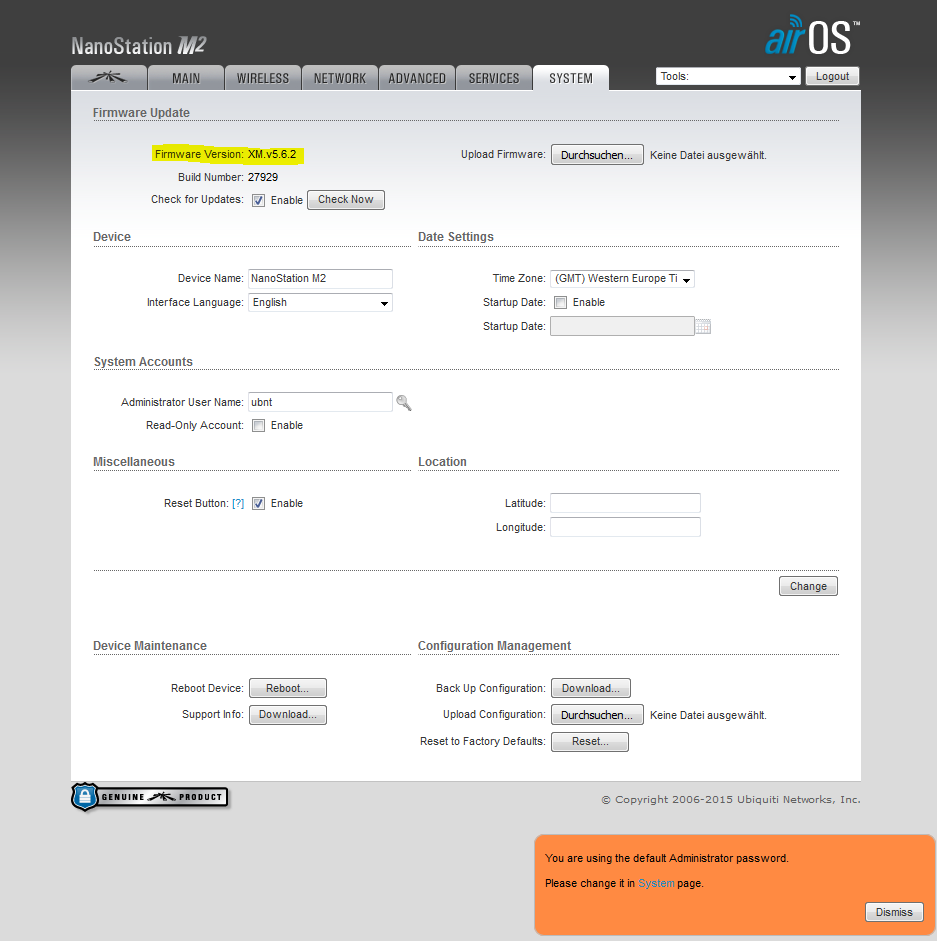 NanoStation M2
airOS™
MAIN WIRELESS NETWORK ADVANCED SERVICES SYSTEM
Tools: Logout
Firmware Update
Firmware Version: XM.v5.6.2
Upload Firmware: Durchsuchen... Keine Datei ausgewählt.
Build Number: 27929
Check for Updates: Enable Check Now
Device
Date Settings
Device Name: NanoStation M2
Time Zone: (GMT) Western Europe Ti
Interface Language: English
Startup Date: Enable
Startup Date:
System Accounts
Administrator User Name: ubnt
Read-Only Account: Enable
Miscellaneous
Location
Reset Button: [?] Enable
Latitude:
Longitude:
Change
Device Maintenance
Configuration Management
Reboot Device: Reboot...
Back Up Configuration: Download...
Support Info: Download...
Upload Configuration: Durchsuchen... Keine Datei ausgewählt.
Reset to Factory Defaults: Reset...
GENUINE PRODUCT
© Copyright 2006-2015 Ubiquiti Networks, Inc.
You are using the default Administrator password.
Please change it in System page.
Dismiss